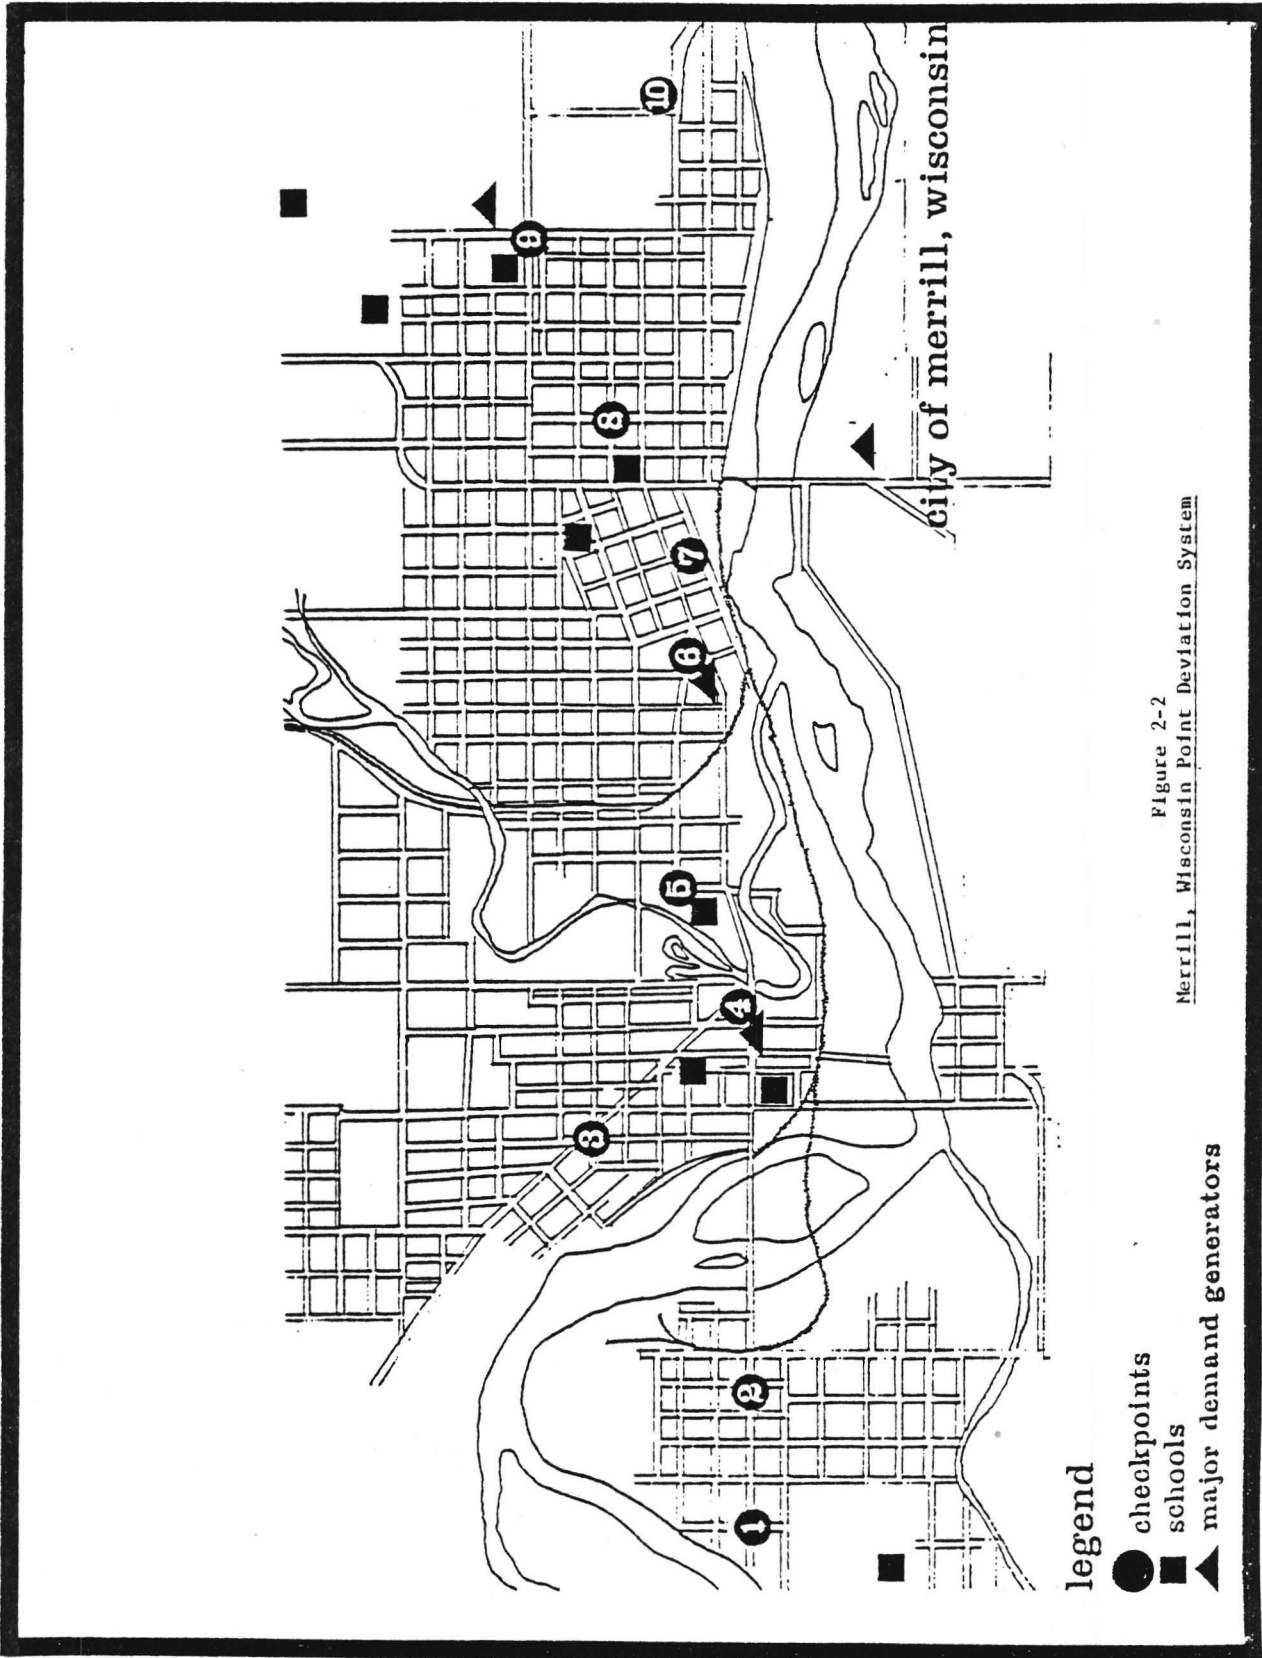 city of merrill, wisconsin
1
2
3
4
5
6
7
8
9
10
legend
checkpoints
schools
major demand generators
Figure 2-2
Merrill, Wisconsin Point Deviation System